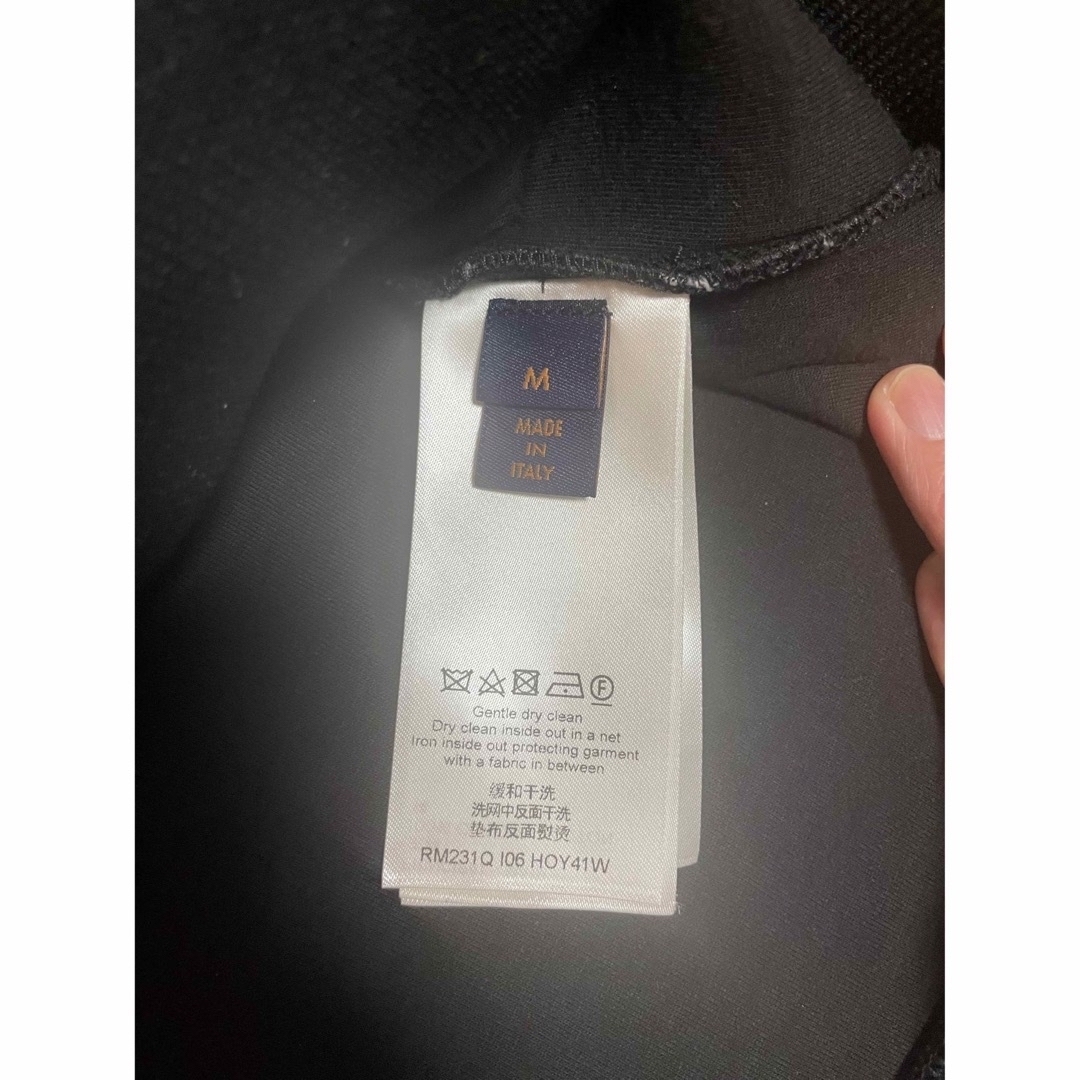 M
MADE
IN
ITALY
F
Gentle dry clean
Dry clean inside out in a net
Iron inside out protecting garment
with a fabric in between
缓和干洗
洗网中反面干洗
垫布反面熨烫
RM231Q I06 HOY41W